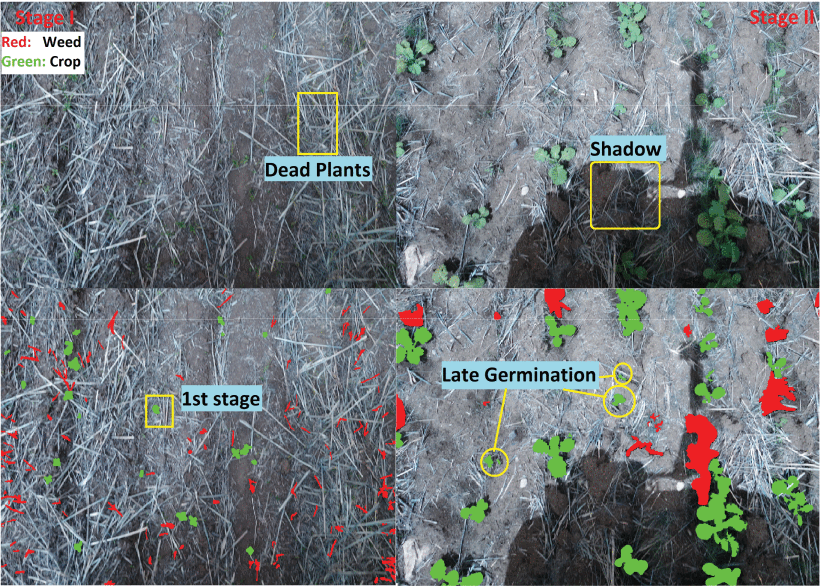 Stage I
Stage II
Red: Weed
Green: Crop
Dead Plants
Shadow
1st stage
Late Germination